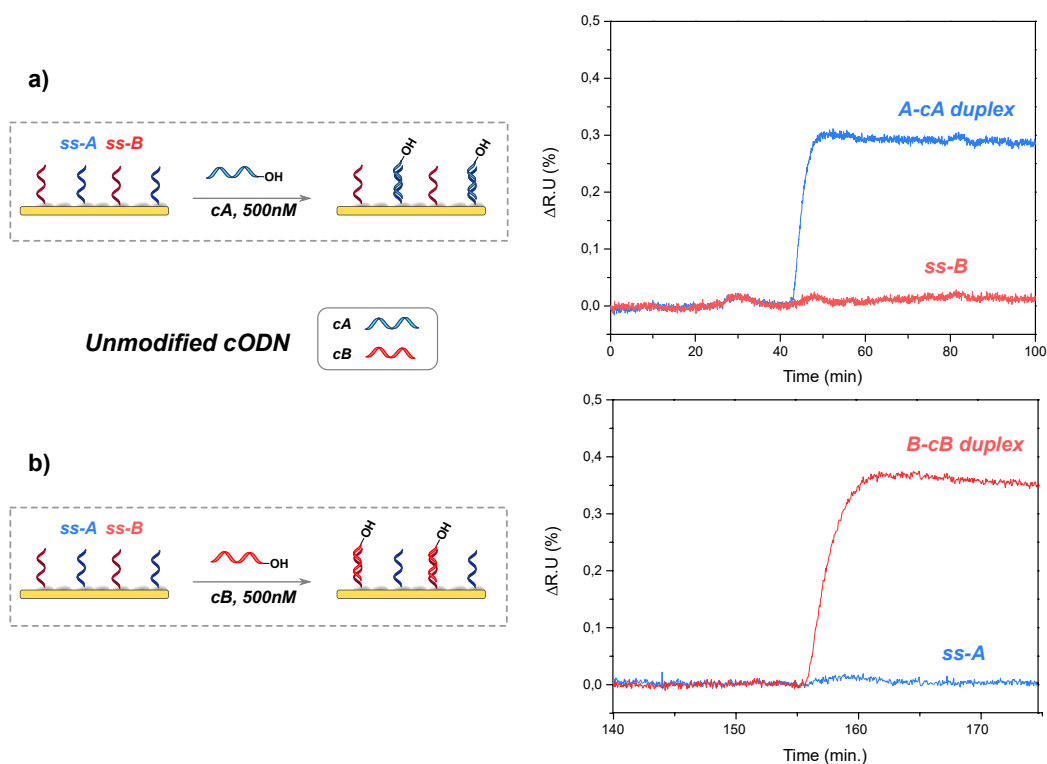 a)
ss-A ss-B
OH
cA, 500nM
OH
OH
0,5
0,4
0,3
0,2
0,1
0,0
ΔR.U (%)
A-cA duplex
ss-B
0 20 40 60 80 100
Time (min)
Unmodified cODN
cA
cB
b)
ss-A ss-B
OH
cB, 500nM
OH
OH
0,5
0,4
0,3
0,2
0,1
0,0
ΔR.U (%)
B-cB duplex
ss-A
140 150 160 170
Time (min.)